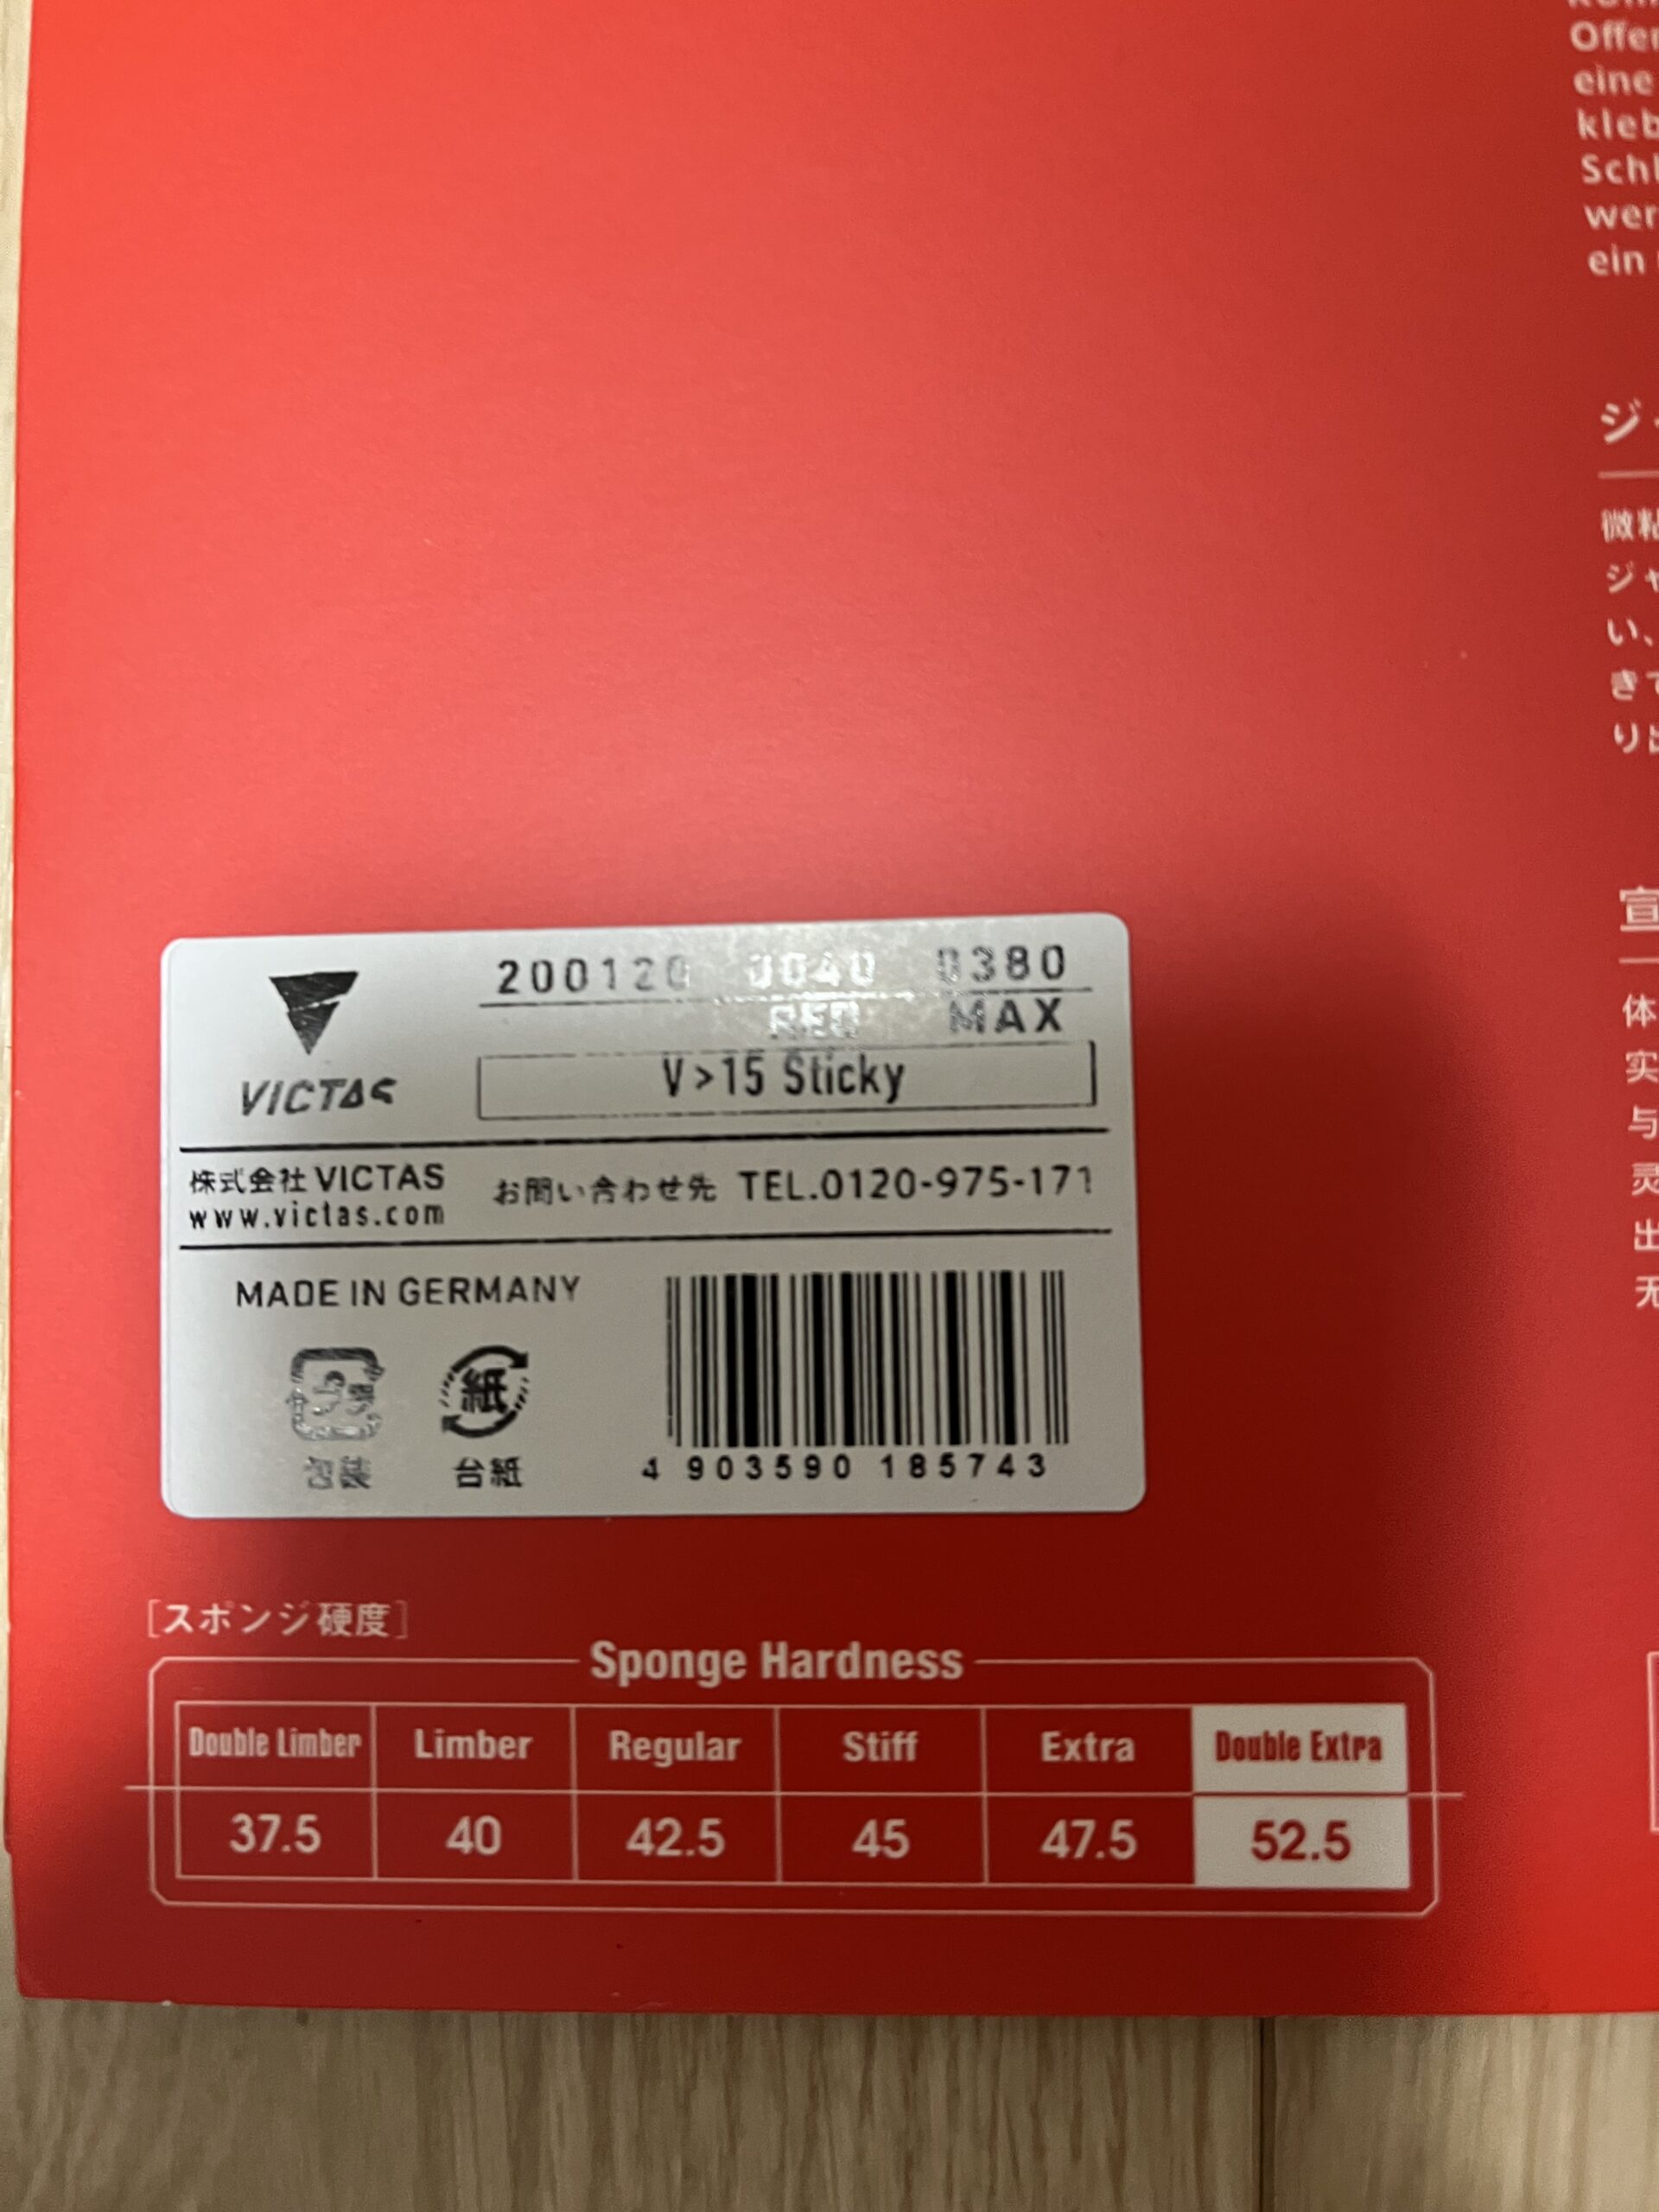 200120 0040 0380
RED MAX
V>15 Sticky
VICTAS
株式会社 VICTAS
www.victas.com
お問い合わせ先 TEL.0120-975-171
MADE IN GERMANY
紙
包装
台紙
4 903590 185743
[スポンジ硬度]
Sponge Hardness
Double Limber Limber Regular Stiff Extra Double Extra
37.5 40 42.5 45 47.5 52.5
Offe
eine
kleb
Schl
wer
ein
ジ
微粘
ジャ
い、
きて
り出
宣
体
实
与
灵
出
无